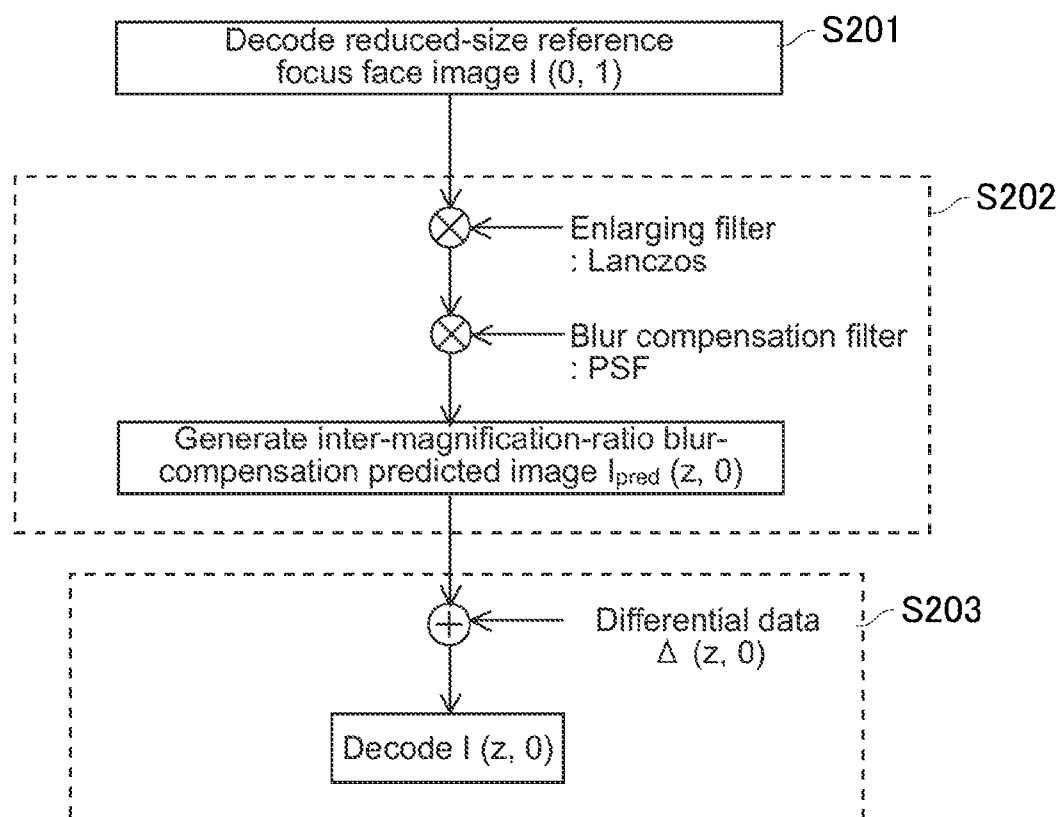 Decode reduced-size reference
focus face image I (0, 1)
S201
S202
Enlarging filter
: Lanczos
Blur compensation filter
: PSF
Generate inter-magnification-ratio blur-
compensation predicted image Ipred (z, 0)
S203
Differential data
Δ (z, 0)
Decode I (z, 0)